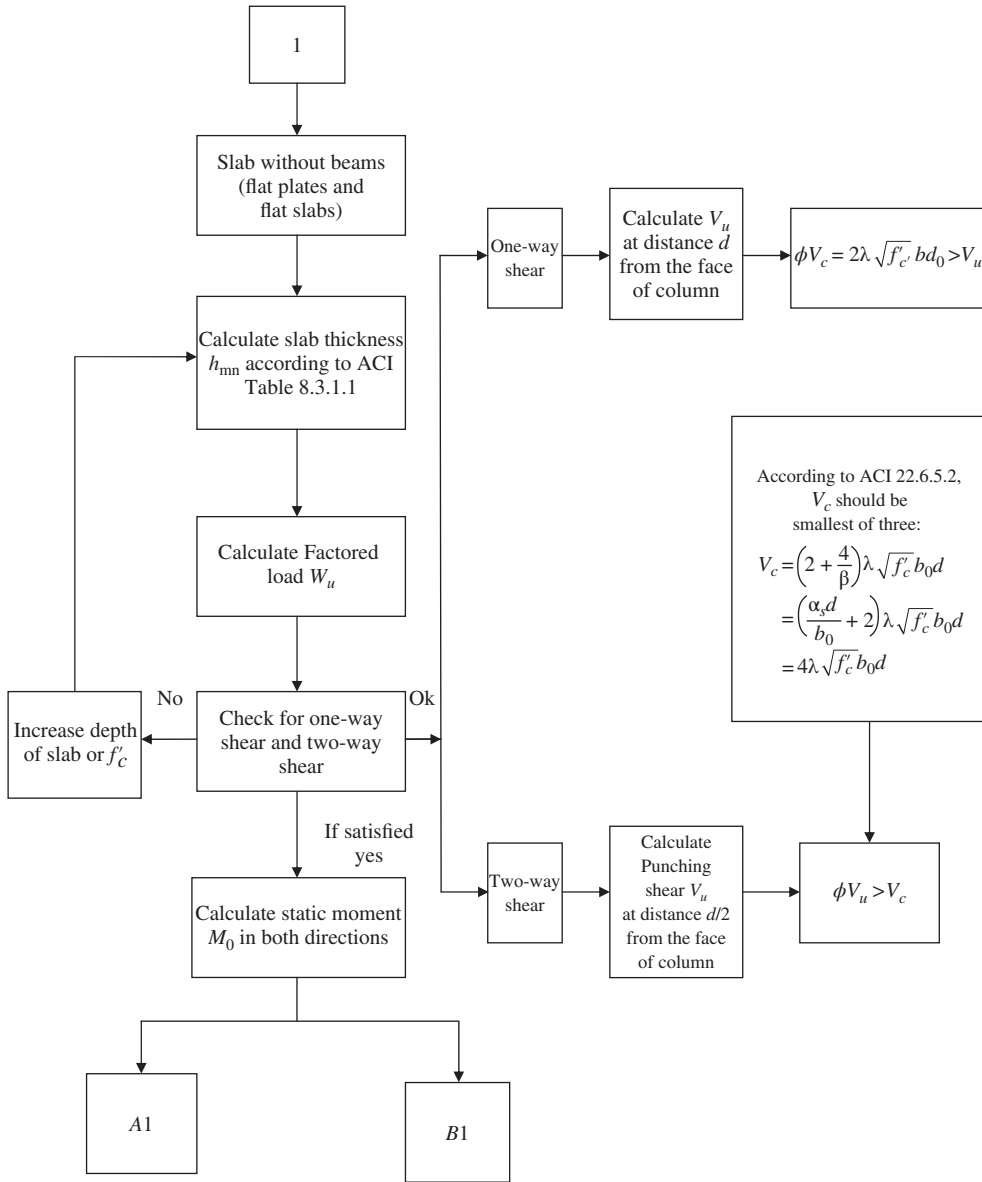 1
Slab without beams
(flat plates and
flat slabs)
Calculate slab thickness
h_mn according to ACI
Table 8.3.1.1
Calculate Factored
load W_u
No
Ok
Increase depth
of slab or f′_c
Check for one-way
shear and two-way
shear
If satisfied
yes
Calculate static moment
M_0 in both directions
A1
B1
One-way
shear
Calculate V_u
at distance d
from the face
of column
ϕV_c = 2λ √f′_c′ bd_0 > V_u
According to ACI 22.6.5.2,
V_c should be
smallest of three:
V_c = (2 + 4/β) λ √f′_c b_0d
= (α_s d/b_0 + 2) λ √f′_c b_0d
= 4λ √f′_c b_0d
Two-way
shear
Calculate
Punching
shear V_u
at distance d/2
from the face
of column
ϕV_u > V_c